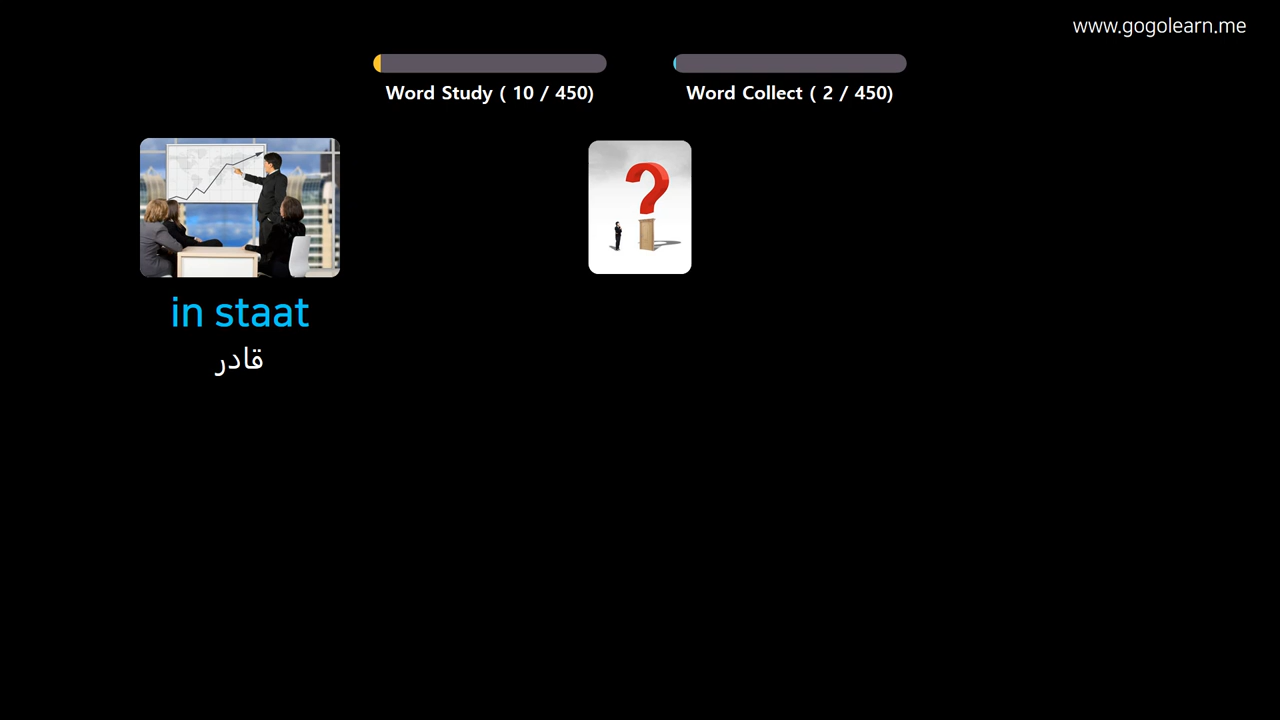 www.gogolearn.me
Word Study ( 10 / 450)
Word Collect ( 2 / 450)
in staat
قادر